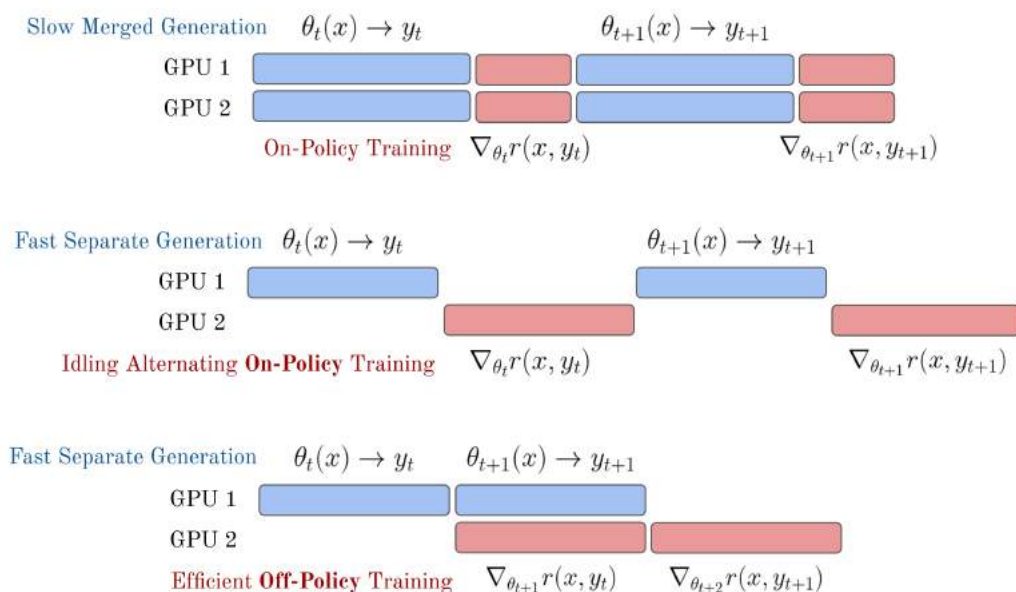 Slow Merged Generation θ_t(x) → y_t θ_{t+1}(x) → y_{t+1}
GPU 1
GPU 2
On-Policy Training ∇_{θ_t} r(x, y_t) ∇_{θ_{t+1}} r(x, y_{t+1})
Fast Separate Generation θ_t(x) → y_t θ_{t+1}(x) → y_{t+1}
GPU 1
GPU 2
Idling Alternating On-Policy Training ∇_{θ_t} r(x, y_t) ∇_{θ_{t+1}} r(x, y_{t+1})
Fast Separate Generation θ_t(x) → y_t θ_{t+1}(x) → y_{t+1}
GPU 1
GPU 2
Efficient Off-Policy Training ∇_{θ_{t+1}} r(x, y_t) ∇_{θ_{t+2}} r(x, y_{t+1})